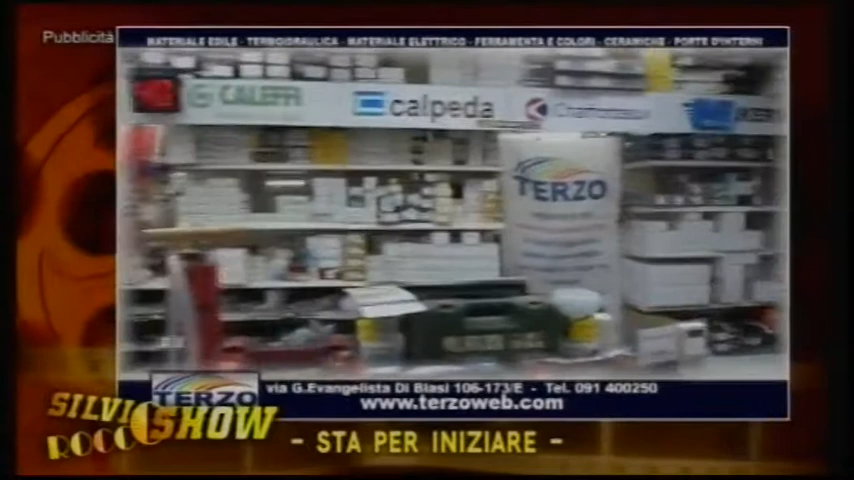 Pubblicità
MATERIALE EDILE - TERMOIDRAULICA - MATERIALE ELETTRICO - FERRAMENTA E COLORI - CERAMICHE - PORTE D'INTERNI
CALEFFI
calpeda
Chaffoteaux
TERZO
TERZO
via G.Evangelista Di Blasi 106-173/E - Tel. 091 400250
www.terzoweb.com
SILVIO SHOW
ROCCO
- STA PER INIZIARE -